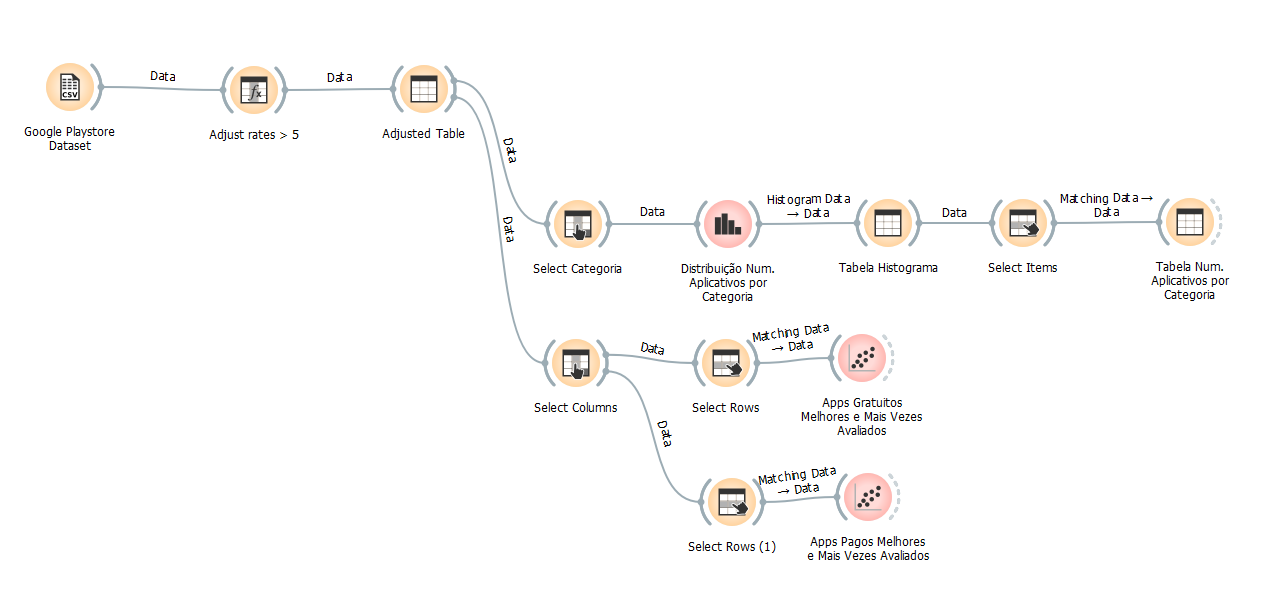 Data
Data
CSV
fx
Google Playstore
Dataset
Adjust rates > 5
Adjusted Table
Data
Data
Data
Histogram Data
→ Data
Data
Matching Data →
Data
Select Categoria
Distribuição Num.
Aplicativos por
Categoria
Tabela Histograma
Select Items
Tabela Num.
Aplicativos por
Categoria
Data
Matching Data
→ Data
Select Columns
Select Rows
Apps Gratuitos
Melhores e Mais Vezes
Avaliados
Data
Matching Data
→ Data
Select Rows (1)
Apps Pagos Melhores
e Mais Vezes Avaliados